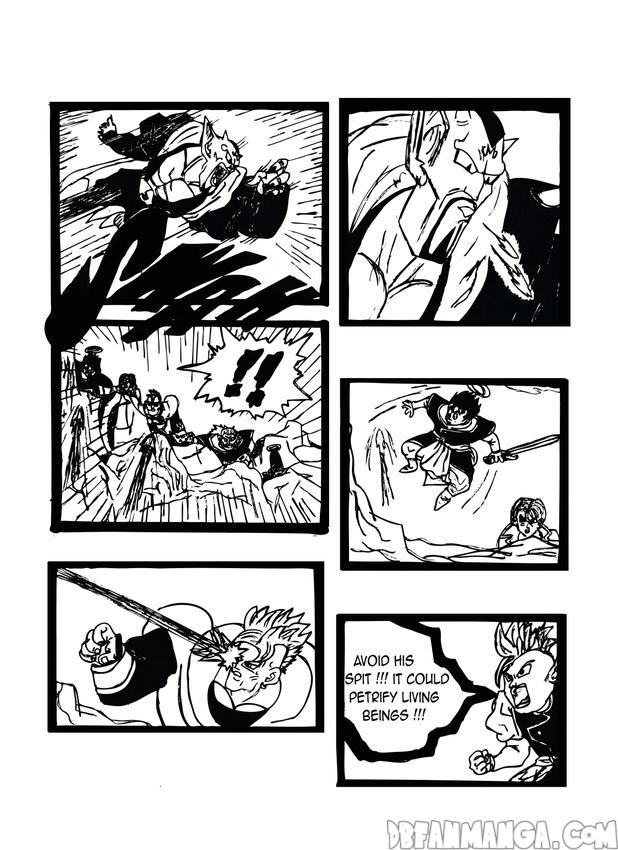 !!
AVOID HIS
SPIT !!! IT COULD
PETRIFY LIVING
BEINGS !!!
DBFANMANGA.COM